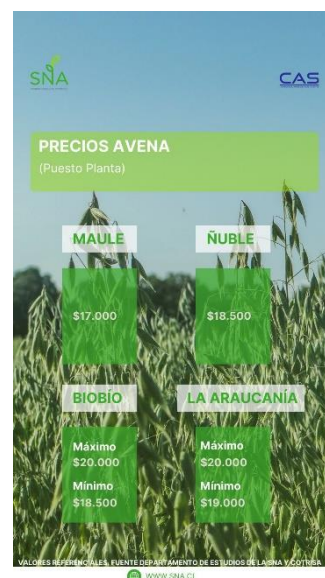 SNA
CAS
PRECIOS AVENA
(Puesto Planta)
MAULE
$17.000
ÑUBLE
$18.500
BIOBÍO
Máximo
$20.000
Mínimo
$18.500
LA ARAUCANÍA
Máximo
$20.000
Mínimo
$19.000
VALORES REFERENCIALES, FUENTE DEPARTAMENTO DE ESTUDIOS DE LA SNA Y COTRISA
WWW.SNA.CL